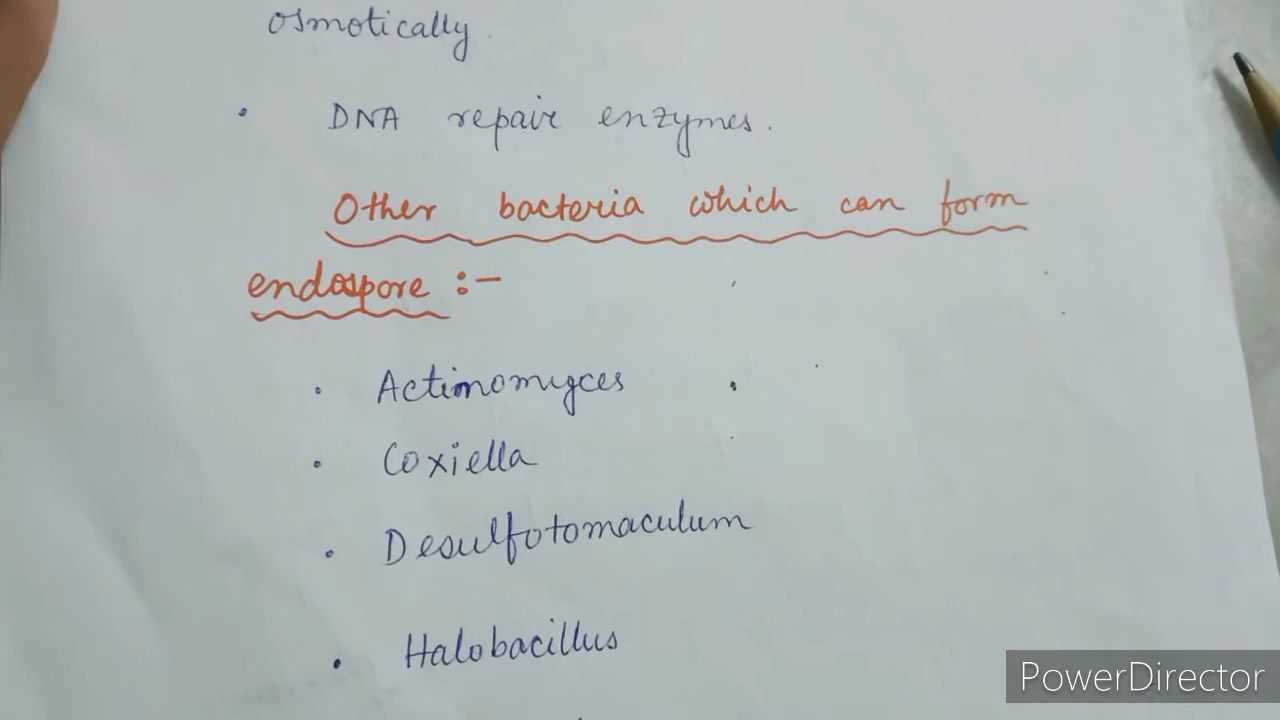 osmotically.
• DNA repair enzymes.
Other bacteria which can form
endospore :-
• Actinomyces
• Coxiella
• Desulfotomaculum
• Halobacillus
PowerDirector